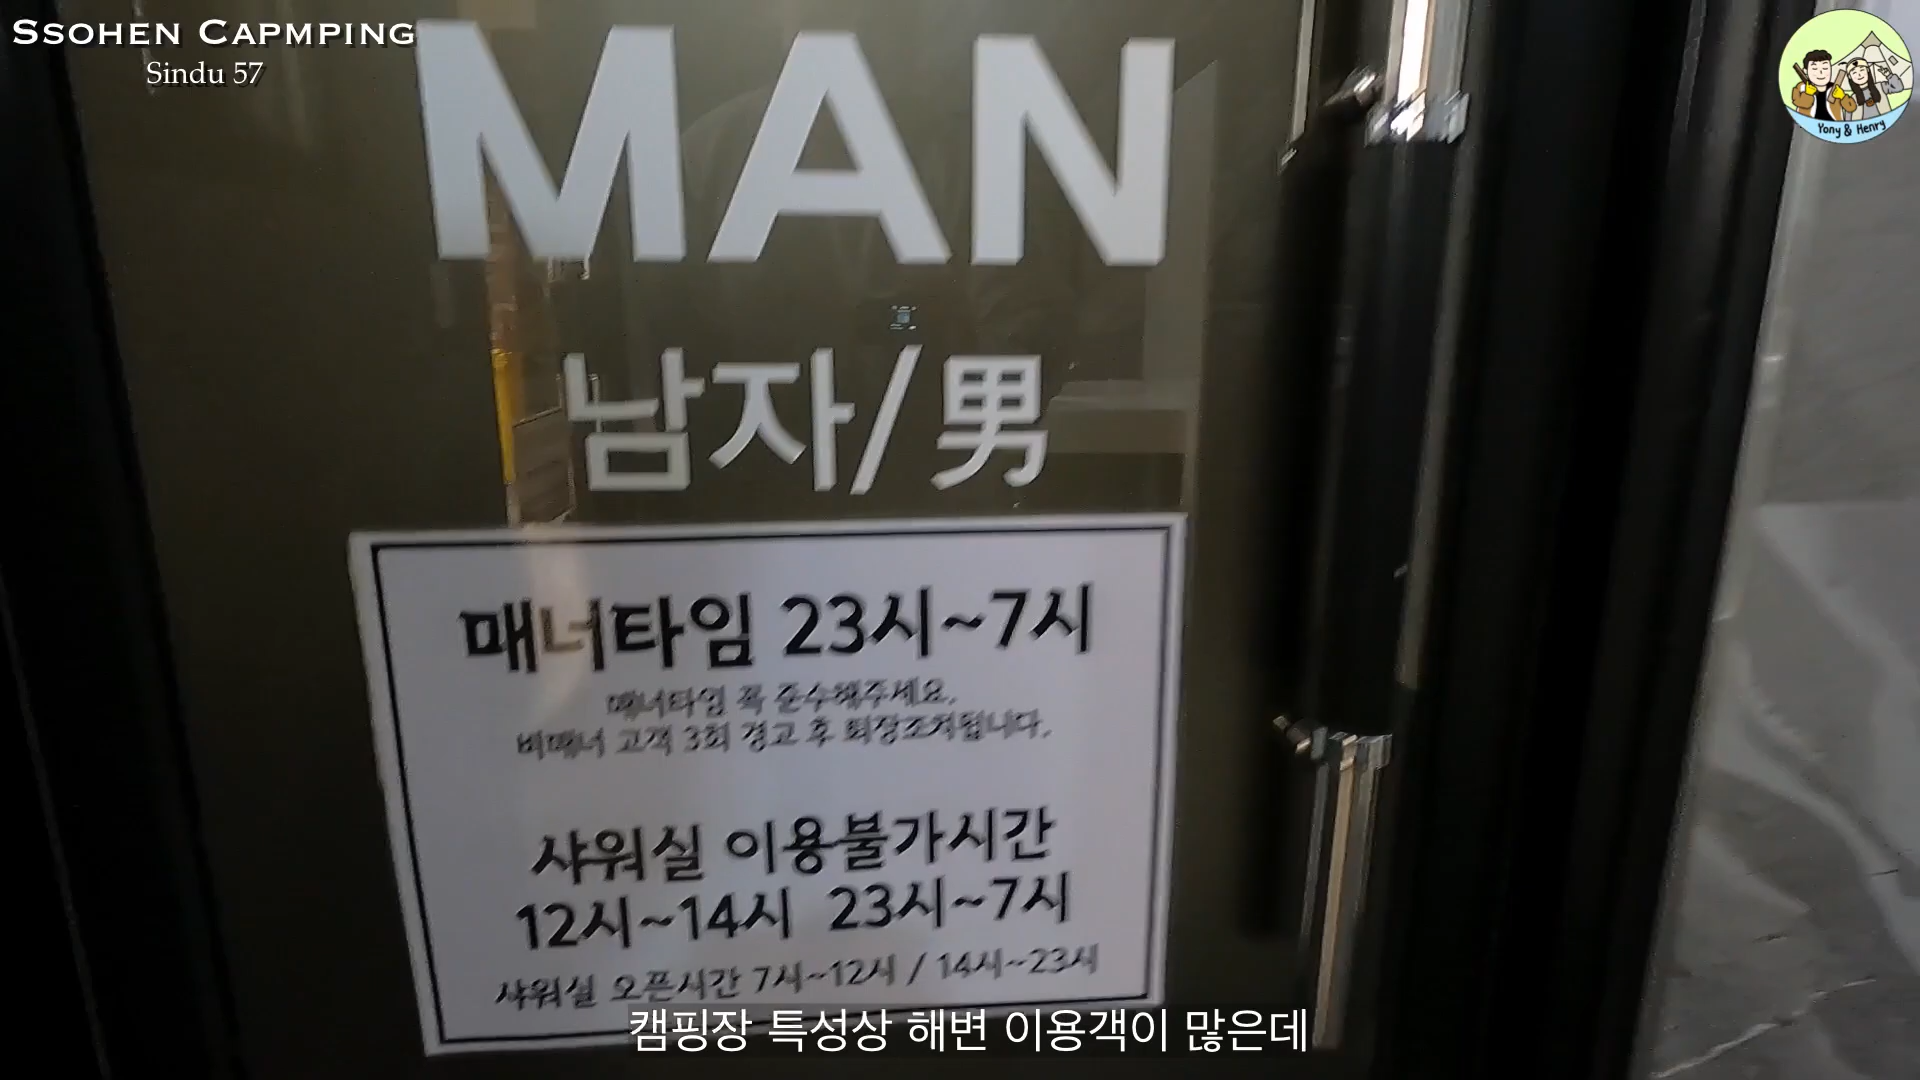 SSOHEN CAPMPING
Sindu 57
Yony & Henry
MAN
남자/男
매너타임 23시~7시
매너타임 꼭 준수해주세요.
비매너 고객 3회 경고 후 퇴장조치됩니다.
샤워실 이용불가시간
12시~14시 23시~7시
샤워실 오픈시간 7시~12시 / 14시~23시
캠핑장 특성상 해변 이용객이 많은데